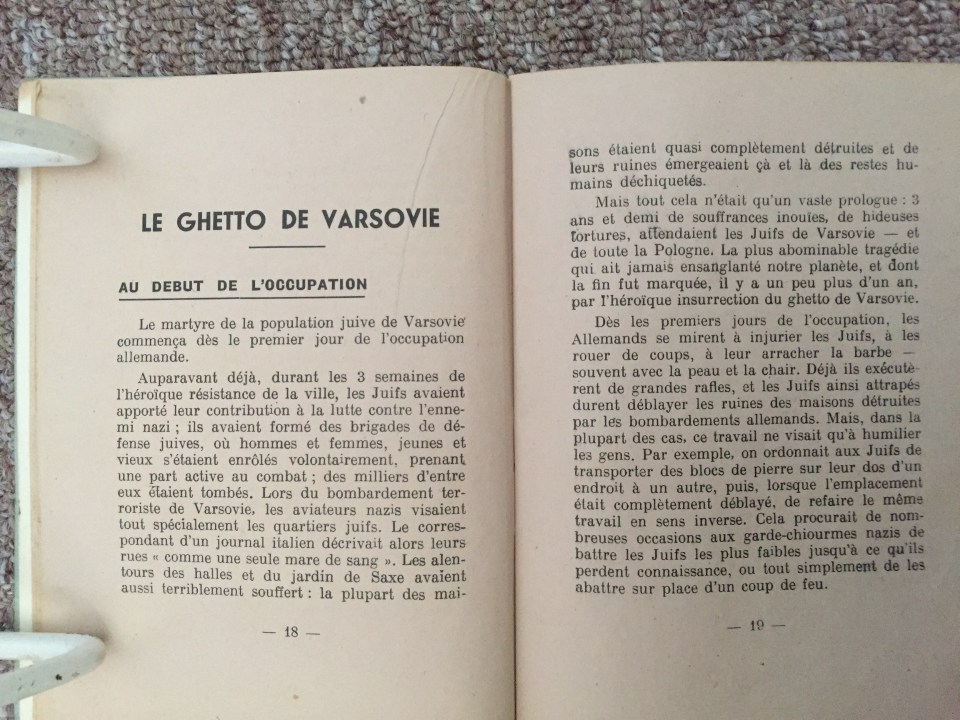 LE GHETTO DE VARSOVIE
AU DEBUT DE L'OCCUPATION
Le martyre de la population juive de Varsovie
commença dès le premier jour de l'occupation
allemande.
Auparavant déjà, durant les 3 semaines de
l'héroïque résistance de la ville, les Juifs avaient
apporté leur contribution à la lutte contre l'enne-
mi nazi ; ils avaient formé des brigades de dé-
fense juives, où hommes et femmes, jeunes et
vieux s'étaient enrôlés volontairement, prenant
une part active au combat ; des milliers d'entre
eux étaient tombés. Lors du bombardement ter-
roriste de Varsovie, les aviateurs nazis visaient
tout spécialement les quartiers juifs. Le corres-
pondant d'un journal italien décrivait alors leurs
rues « comme une seule mare de sang ». Les alen-
tours des halles et du jardin de Saxe avaient
aussi terriblement souffert : la plupart des mai-
— 18 —
sons étaient quasi complètement détruites et de
leurs ruines émergeaient çà et là des restes hu-
mains déchiquetés.
Mais tout cela n'était qu'un vaste prologue : 3
ans et demi de souffrances inouïes, de hideuses
tortures, attendaient les Juifs de Varsovie — et
de toute la Pologne. La plus abominable tragédie
qui ait jamais ensanglanté notre planète, et dont
la fin fut marquée, il y a un peu plus d'un an,
par l'héroïque insurrection du ghetto de Varsovie.
Dès les premiers jours de l'occupation, les
Allemands se mirent à injurier les Juifs, à les
rouer de coups, à leur arracher la barbe —
souvent avec la peau et la chair. Déjà ils exécutè-
rent de grandes rafles, et les Juifs ainsi attrapés
durent déblayer les ruines des maisons détruites
par les bombardements allemands. Mais, dans la
plupart des cas, ce travail ne visait qu'à humilier
les gens. Par exemple, on ordonnait aux Juifs de
transporter des blocs de pierre sur leur dos d'un
endroit à un autre, puis, lorsque l'emplacement
était complètement déblayé, de refaire le même
travail en sens inverse. Cela procurait de nom-
breuses occasions aux garde-chiourmes nazis de
battre les Juifs les plus faibles jusqu'à ce qu'ils
perdent connaissance, ou tout simplement de les
abattre sur place d'un coup de feu.
— 19 —